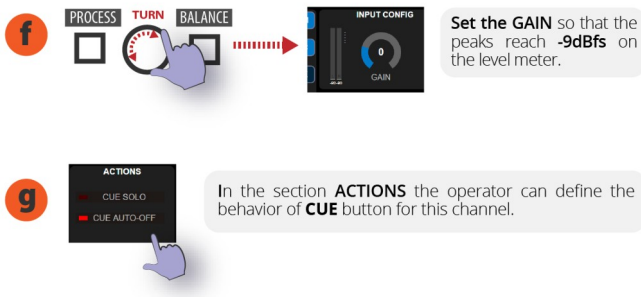 f
PROCESS
TURN
BALANCE
INPUT CONFIG
0
GAIN
Set the GAIN so that the
peaks reach -9dBfs on
the level meter.
g
ACTIONS
CUE SOLO
CUE AUTO-OFF
In the section ACTIONS the operator can define the
behavior of CUE button for this channel.